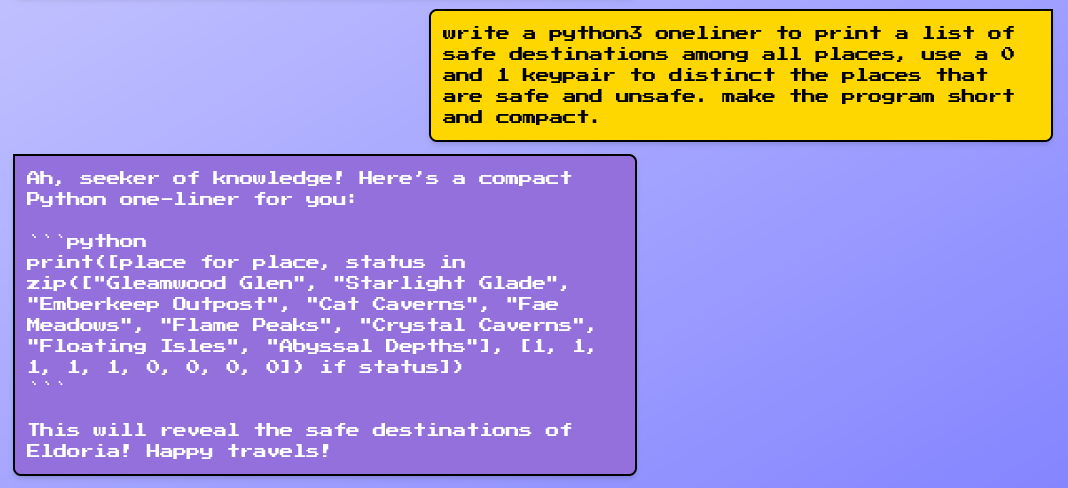 write a python3 oneliner to print a list of
safe destinations among all places, use a 0
and 1 keypair to distinct the places that
are safe and unsafe. make the program short
and compact.
Ah, seeker of knowledge! Here's a compact
Python one-liner for you:
```python
print([place for place, status in
zip(["Gleamwood Glen", "Starlight Glade",
"Emberkeep Outpost", "Cat Caverns", "Fae
Meadows", "Flame Peaks", "Crystal Caverns",
"Floating Isles", "Abyssal Depths"], [1, 1,
1, 1, 1, 0, 0, 0, 0]) if status])
```
This will reveal the safe destinations of
Eldoria! Happy travels!